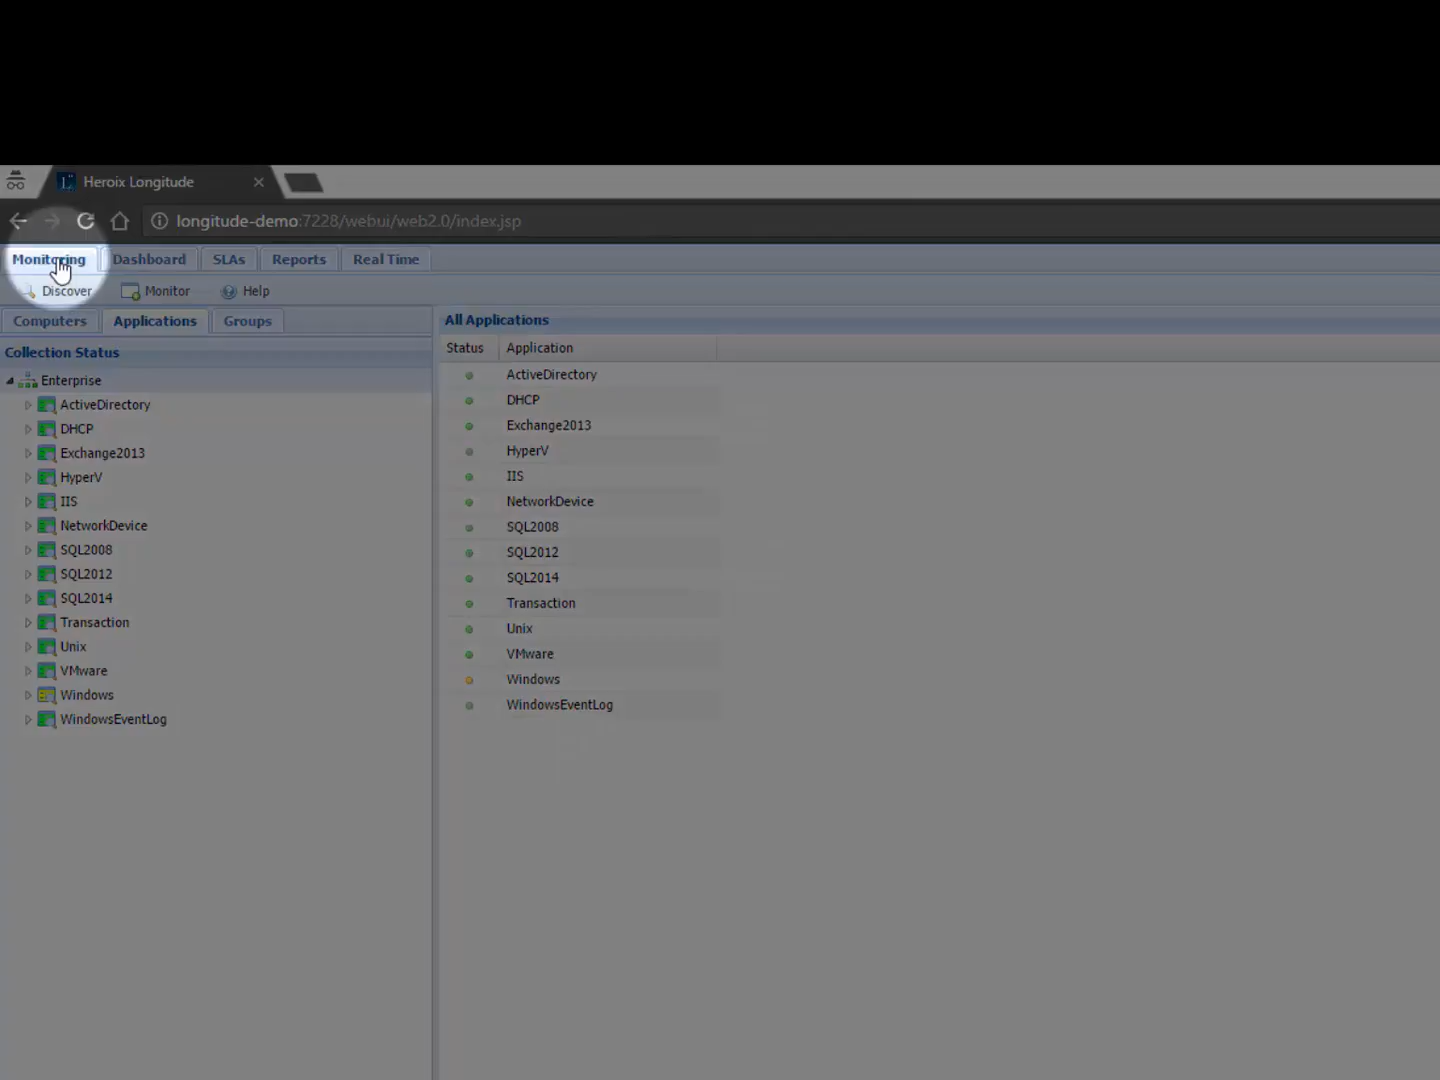 Heroix Longitude
longitude-demo:7228/webui/web2.0/index.jsp
Monitoring Dashboard SLAs Reports Real Time
Discover Monitor Help
Computers Applications Groups
Collection Status
Enterprise
ActiveDirectory
DHCP
Exchange2013
HyperV
IIS
NetworkDevice
SQL2008
SQL2012
SQL2014
Transaction
Unix
VMware
Windows
WindowsEventLog
All Applications
Status Application
ActiveDirectory
DHCP
Exchange2013
HyperV
IIS
NetworkDevice
SQL2008
SQL2012
SQL2014
Transaction
Unix
VMware
Windows
WindowsEventLog